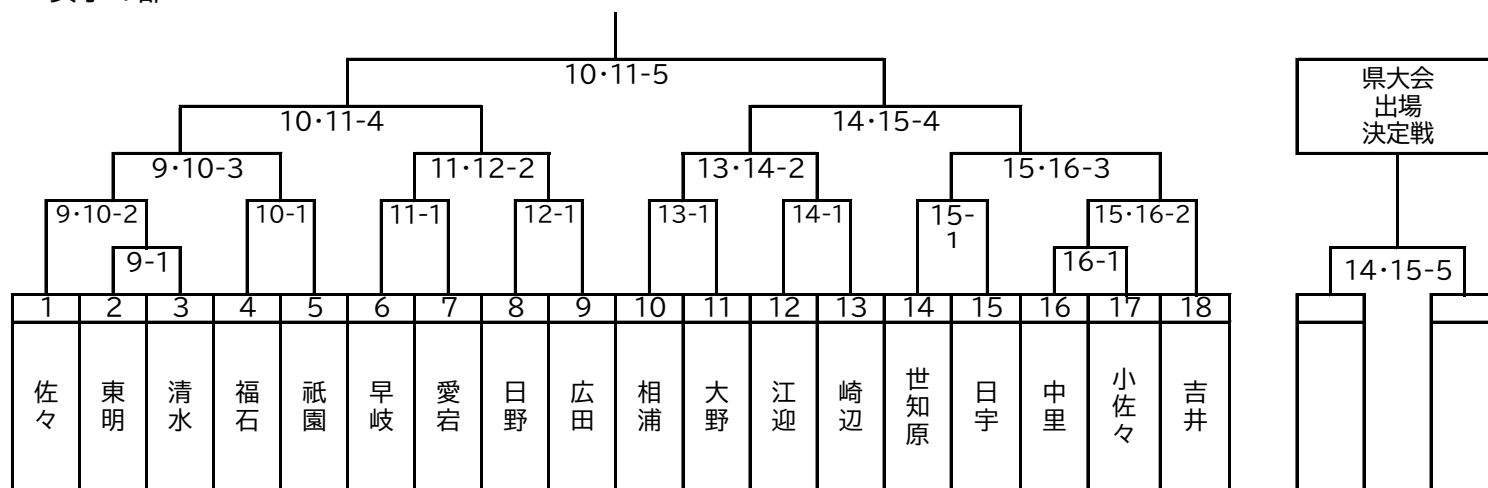 10・11-5
県大会
出場
決定戦
10・11-4
14・15-4
9・10-3
11・12-2
13・14-2
15・16-3
9・10-2
10-1
11-1
12-1
13-1
14-1
15-
1
15・16-2
9-1
16-1
14・15-5
1 2 3 4 5 6 7 8 9 10 11 12 13 14 15 16 17 18
佐々
東明
清水
福石
祇園
早岐
愛宕
日野
広田
相浦
大野
江迎
崎辺
世知原
日宇
中里
小佐々
吉井